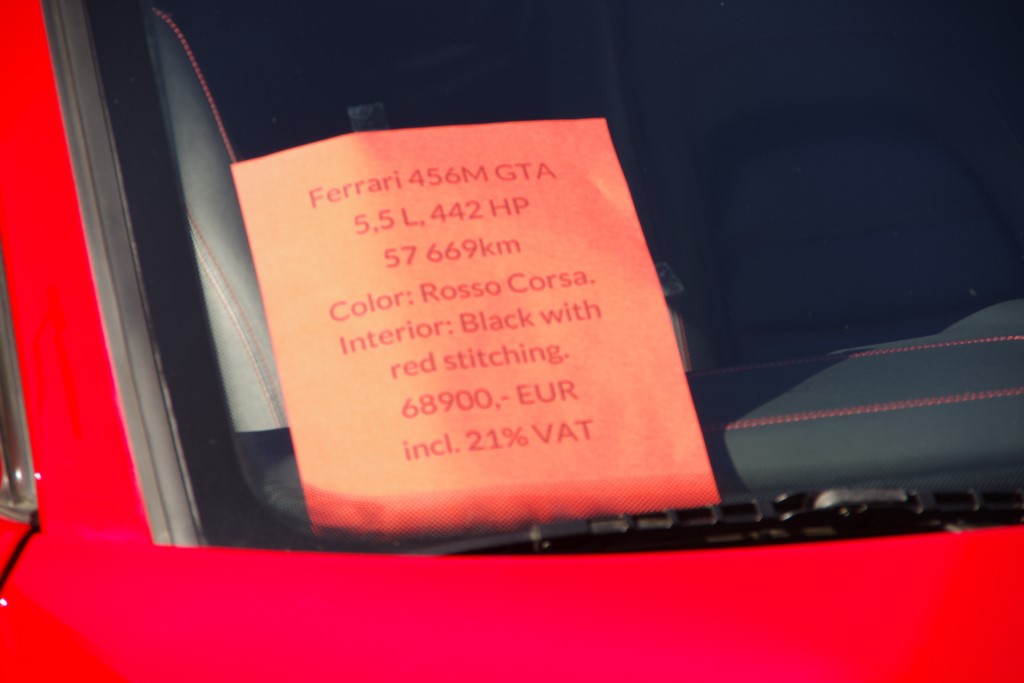 Ferrari 456M GTA
5,5 L, 442 HP
57 669km
Color: Rosso Corsa.
Interior: Black with
red stitching.
68900,- EUR
incl. 21% VAT